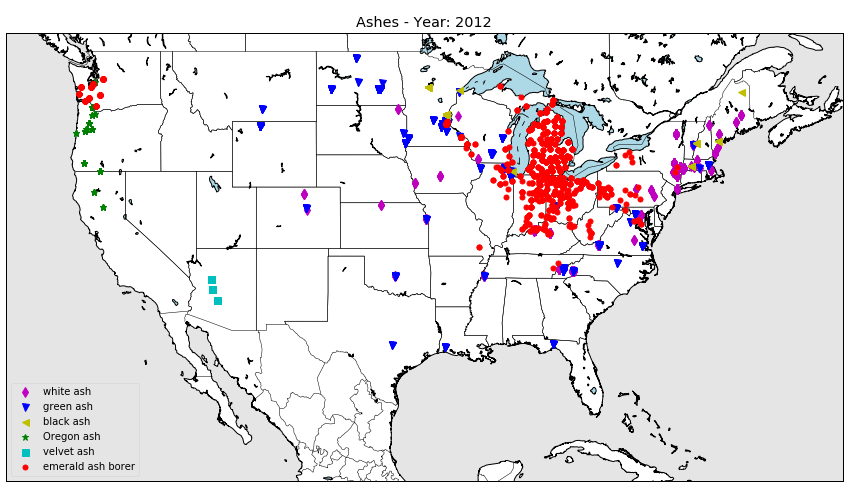 Ashes - Year: 2012
white ash
green ash
black ash
Oregon ash
velvet ash
emerald ash borer